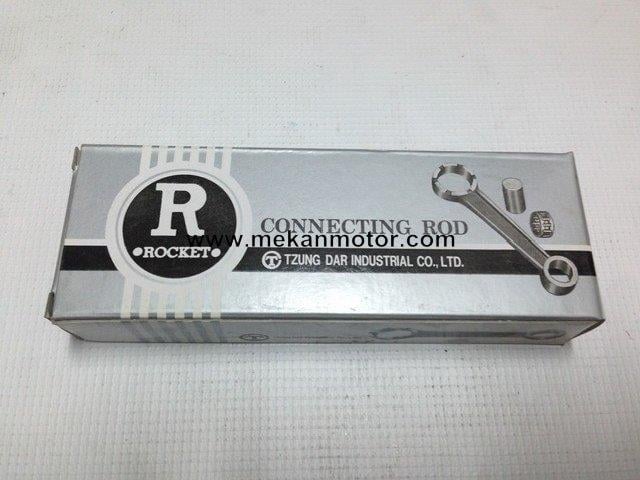 R
•ROCKET•
CONNECTING ROD
www.mekanmotor.com
TZUNG DAR INDUSTRIAL CO., LTD.